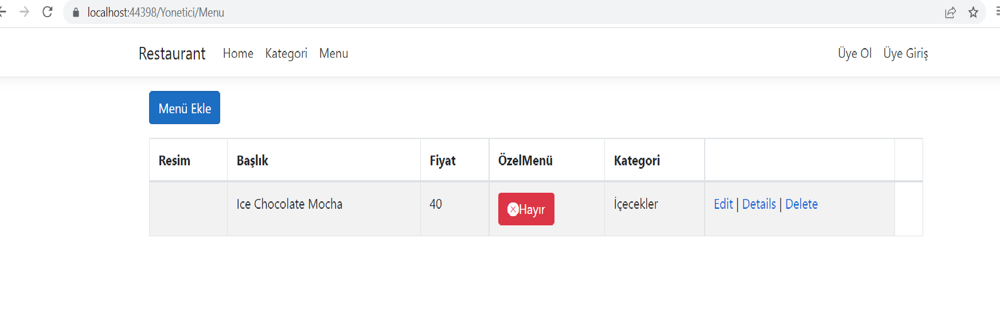 localhost:44398/Yonetici/Menu
Restaurant Home Kategori Menu Üye Ol Üye Giriş
Menü Ekle
Resim Başlık Fiyat ÖzelMenü Kategori
Ice Chocolate Mocha 40 Hayır İçecekler Edit | Details | Delete